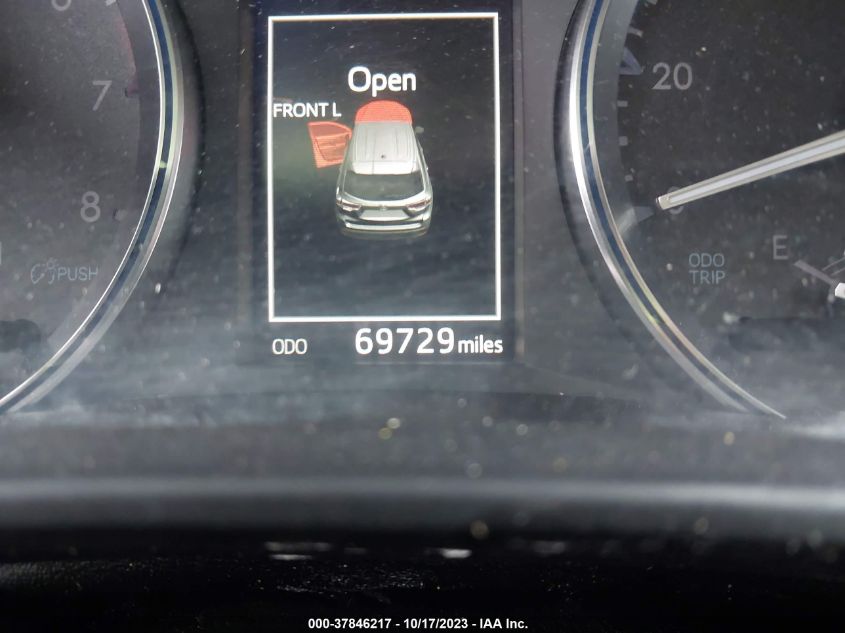 7
8
PUSH
Open
FRONT L
ODO 69729 miles
20
ODO
TRIP
E
000-37846217 - 10/17/2023 - IAA Inc.